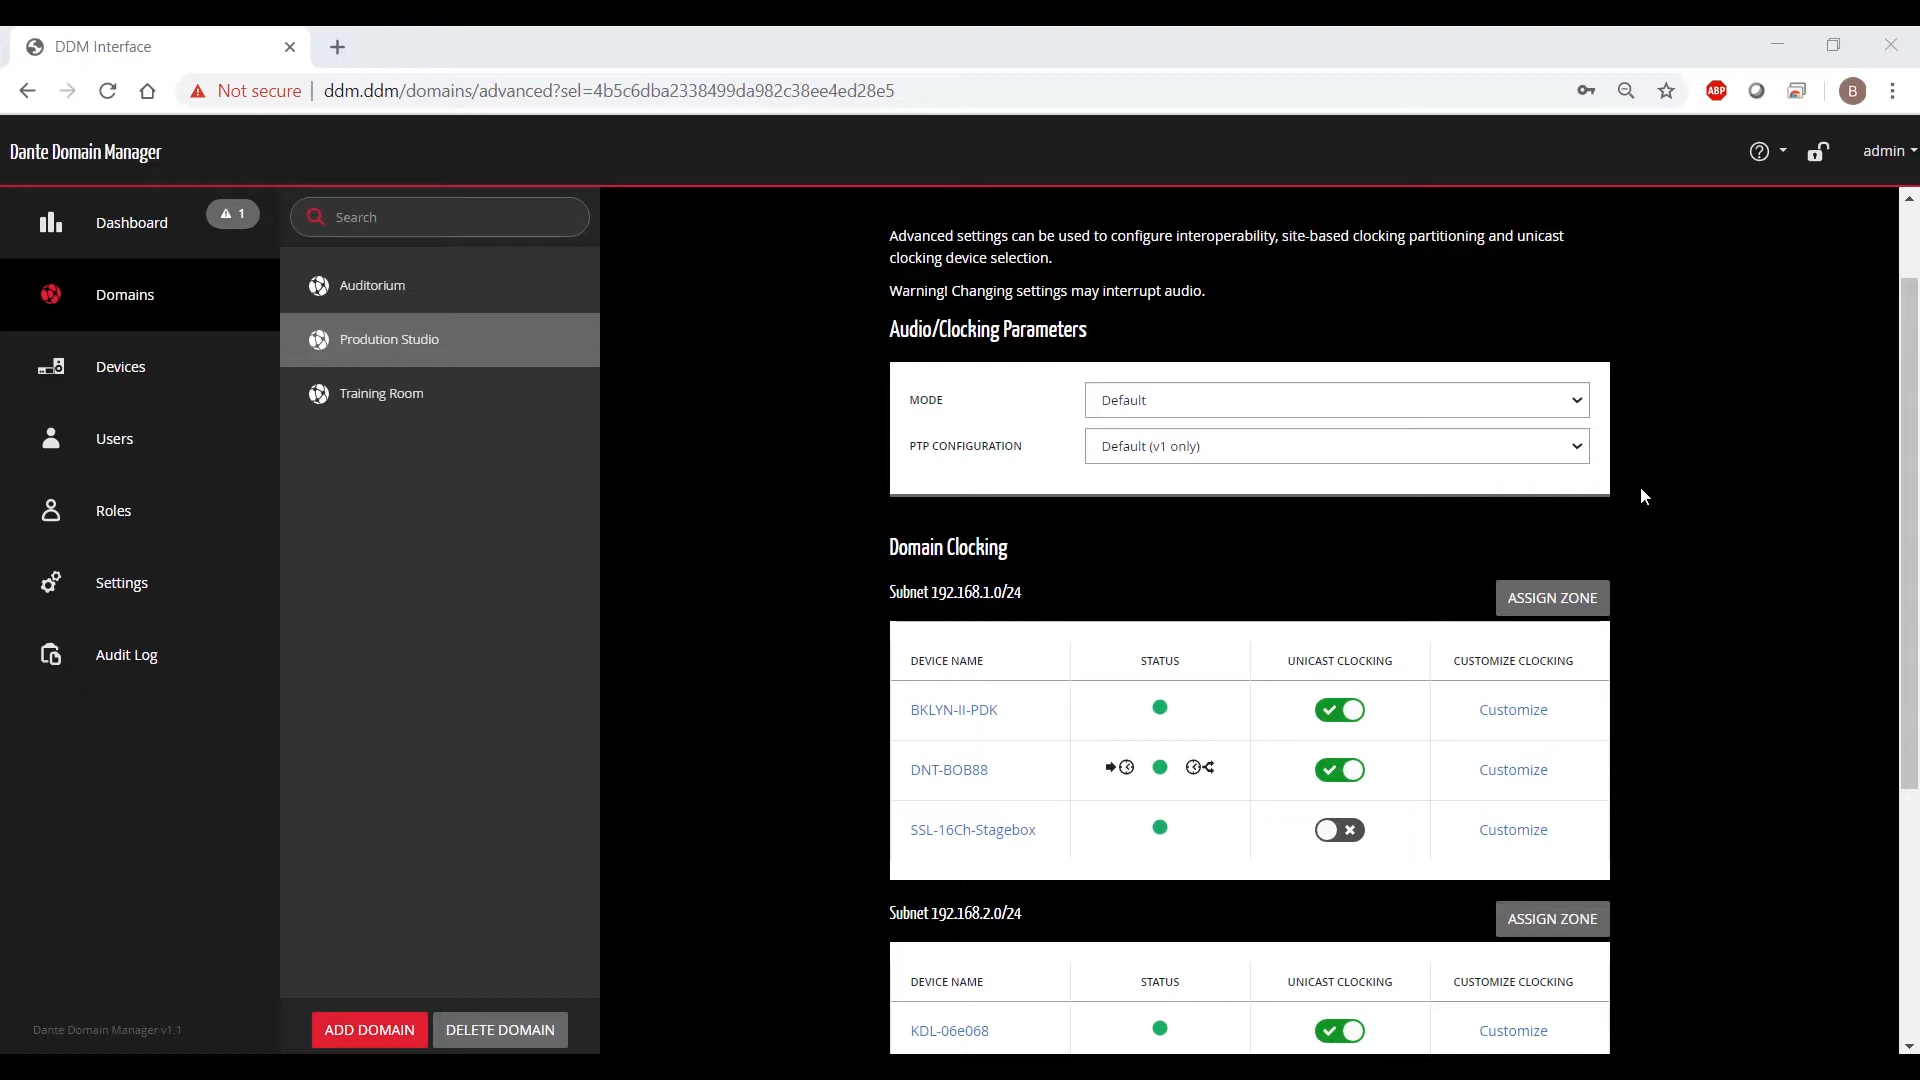 DDM Interface
Not secure | ddm.ddm/domains/advanced?sel=4b5c6dba2338499da982c38ee4ed28e5
ABP
B
Dante Domain Manager
admin
Dashboard
1
Domains
Devices
Users
Roles
Settings
Audit Log
Dante Domain Manager v1.1
Search
Auditorium
Prodution Studio
Training Room
ADD DOMAIN
DELETE DOMAIN
Advanced settings can be used to configure interoperability, site-based clocking partitioning and unicast
clocking device selection.
Warning! Changing settings may interrupt audio.
Audio/Clocking Parameters
MODE
Default
PTP CONFIGURATION
Default (v1 only)
Domain Clocking
Subnet 192.168.1.0/24
ASSIGN ZONE
DEVICE NAME STATUS UNICAST CLOCKING CUSTOMIZE CLOCKING
BKLYN-II-PDK Customize
DNT-BOB88 Customize
SSL-16Ch-Stagebox Customize
Subnet 192.168.2.0/24
ASSIGN ZONE
DEVICE NAME STATUS UNICAST CLOCKING CUSTOMIZE CLOCKING
KDL-06e068 Customize